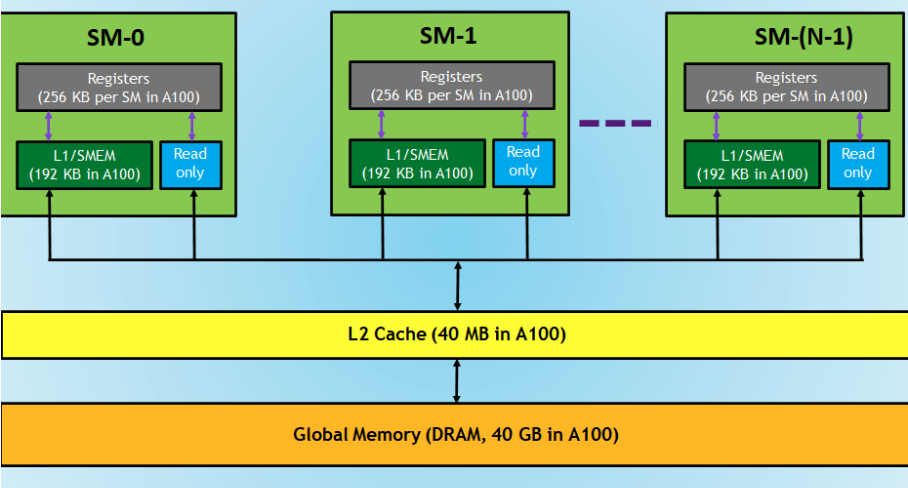 SM-0
Registers
(256 KB per SM in A100)
L1/SMEM
(192 KB in A100)
Read
only
SM-1
Registers
(256 KB per SM in A100)
L1/SMEM
(192 KB in A100)
Read
only
SM-(N-1)
Registers
(256 KB per SM in A100)
L1/SMEM
(192 KB in A100)
Read
only
L2 Cache (40 MB in A100)
Global Memory (DRAM, 40 GB in A100)